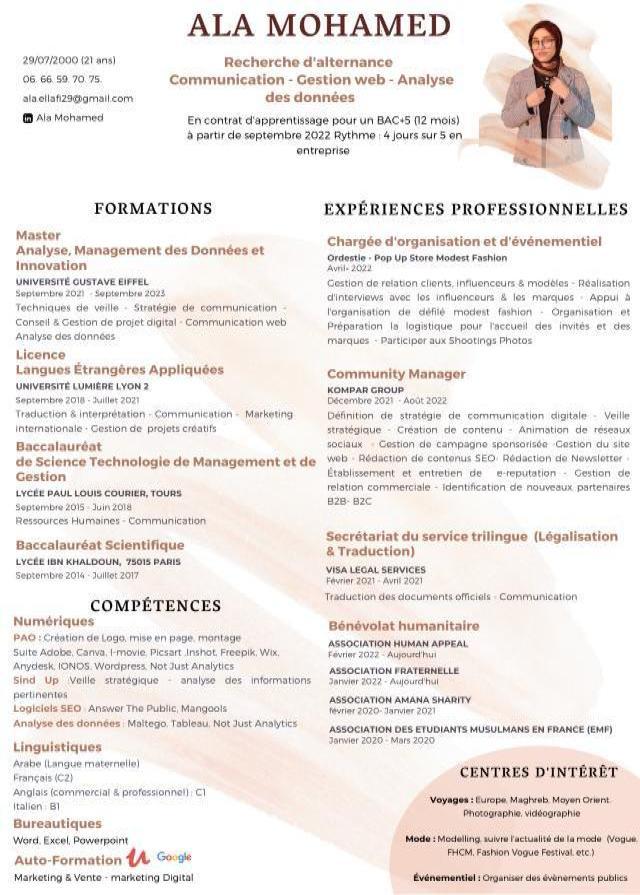 ALA MOHAMED
29/07/2000 (21 ans)
06. 66. 59. 70. 75.
ala.ellafi29@gmail.com
in Ala Mohamed
Recherche d'alternance
Communication - Gestion web - Analyse
des données
En contrat d'apprentissage pour un BAC+5 (12 mois)
à partir de septembre 2022 Rythme : 4 jours sur 5 en
entreprise
FORMATIONS
Master
Analyse, Management des Données et
Innovation
UNIVERSITÉ GUSTAVE EIFFEL
Septembre 2021 - Septembre 2023
Techniques de veille - Stratégie de communication -
Conseil & Gestion de projet digital - Communication web
Analyse des données
Licence
Langues Étrangères Appliquées
UNIVERSITÉ LUMIÈRE LYON 2
Septembre 2018 - Juillet 2021
Traduction & interprétation - Communication - Marketing
internationale - Gestion de projets créatifs
Baccalauréat
de Science Technologie de Management et de
Gestion
LYCÉE PAUL LOUIS COURIER, TOURS
Septembre 2015 - Juin 2018
Ressources Humaines - Communication
Baccalauréat Scientifique
LYCÉE IBN KHALDOUN, 75015 PARIS
Septembre 2014 - Juillet 2017
COMPÉTENCES
Numériques
PAO : Création de Logo, mise en page, montage
Suite Adobe, Canva, I-movie, Picsart ,Inshot, Freepik, Wix,
Anydesk, IONOS, Wordpress, Not Just Analytics
Sind Up :Veille stratégique - analyse des informations
pertinentes
Logiciels SEO : Answer The Public, Mangools
Analyse des données : Maltego, Tableau, Not Just Analytics
Linguistiques
Arabe (Langue maternelle)
Français (C2)
Anglais (commercial & professionnel) : C1
Italien : B1
Bureautiques
Word, Excel, Powerpoint
Auto-Formation u Google
Marketing & Vente - marketing Digital
EXPÉRIENCES PROFESSIONNELLES
Chargée d'organisation et d'événementiel
Ordestie - Pop Up Store Modest Fashion
Avril- 2022
Gestion de relation clients, influenceurs & modèles - Réalisation
d'interviews avec les influenceurs & les marques - Appui à
l'organisation de défilé modest fashion - Organisation et
Préparation la logistique pour l'accueil des invités et des
marques - Participer aux Shootings Photos
Community Manager
KOMPAR GROUP
Décembre 2021 - Août 2022
Définition de stratégie de communication digitale - Veille
stratégique - Création de contenu - Animation de réseaux
sociaux - Gestion de campagne sponsorisée -Gestion du site
web - Rédaction de contenus SEO- Rédaction de Newsletter -
Établissement et entretien de e-reputation - Gestion de
relation commerciale - Identification de nouveaux partenaires
B2B- B2C
Secrétariat du service trilingue (Légalisation
& Traduction)
VISA LEGAL SERVICES
Février 2021 - Avril 2021
Traduction des documents officiels - Communication
Bénévolat humanitaire
ASSOCIATION HUMAN APPEAL
Février 2022 - Aujourd'hui
ASSOCIATION FRATERNELLE
Janvier 2022 - Aujourd'hui
ASSOCIATION AMANA SHARITY
février 2020- Janvier 2021
ASSOCIATION DES ETUDIANTS MUSULMANS EN FRANCE (EMF)
Janvier 2020 - Mars 2020
CENTRES D'INTÉRÊT
Voyages : Europe, Maghreb, Moyen Orient.
Photographie, vidéographie
Mode : Modelling, suivre l'actualité de la mode (Vogue,
FHCM, Fashion Vogue Festival, etc.)
Événementiel : Organiser des évènements publics